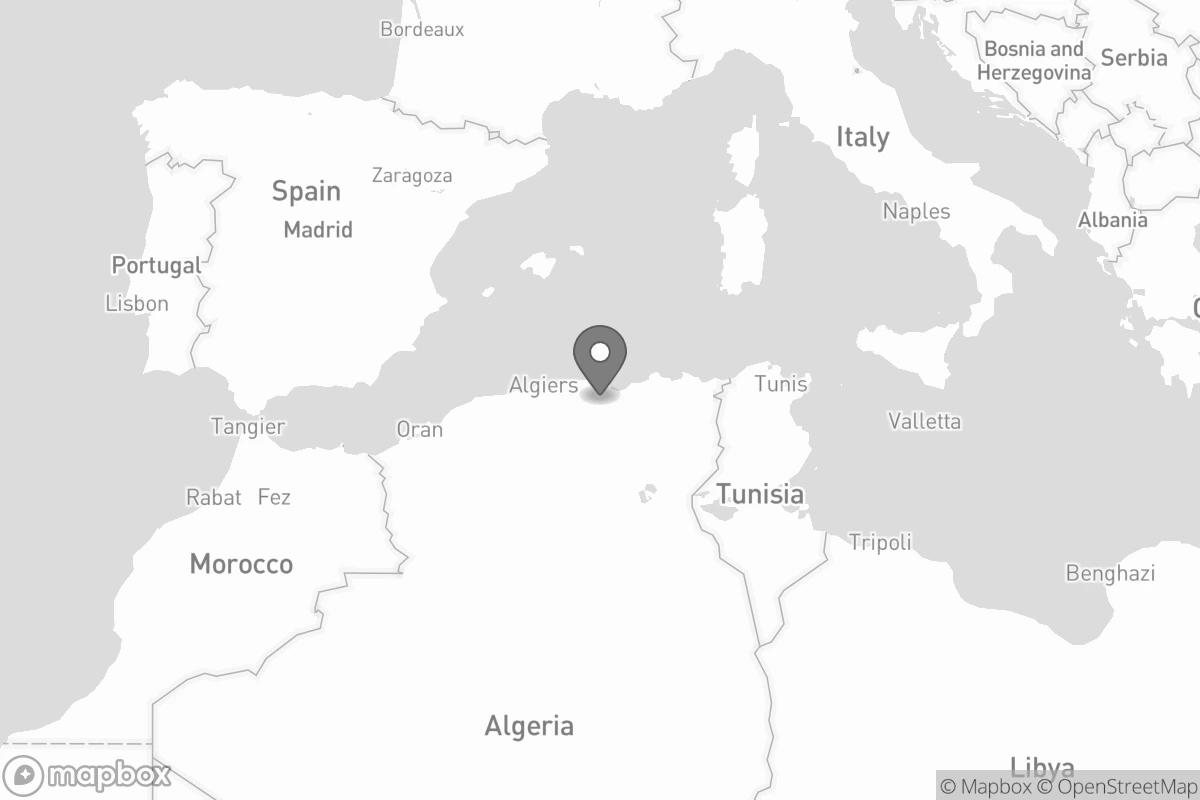 Bordeaux
Bosnia and
Herzegovina
Serbia
Italy
Zaragoza
Spain
Naples
Albania
Madrid
Portugal
Lisbon
Algiers
Tunis
Valletta
Tangier
Oran
Rabat
Fez
Tunisia
Tripoli
Morocco
Benghazi
Algeria
Libya
mapbox
© Mapbox © OpenStreetMap